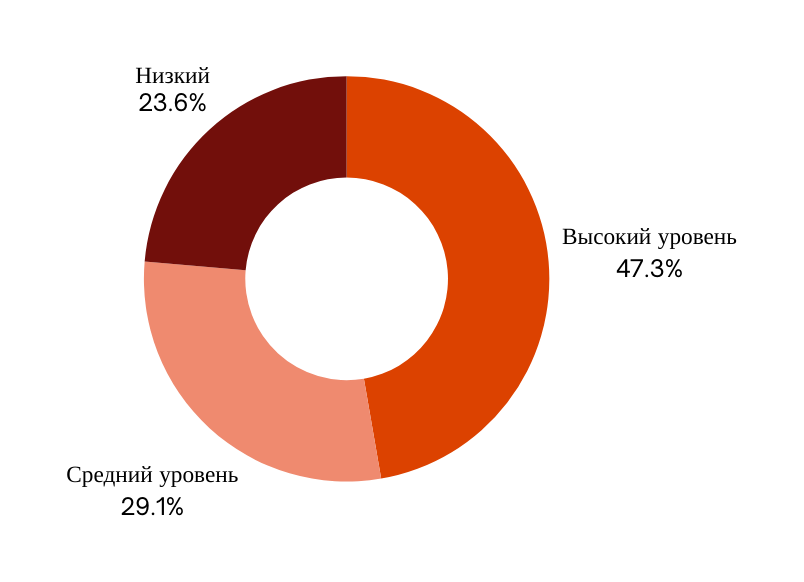 Низкий
23.6%
Высокий уровень
47.3%
Средний уровень
29.1%